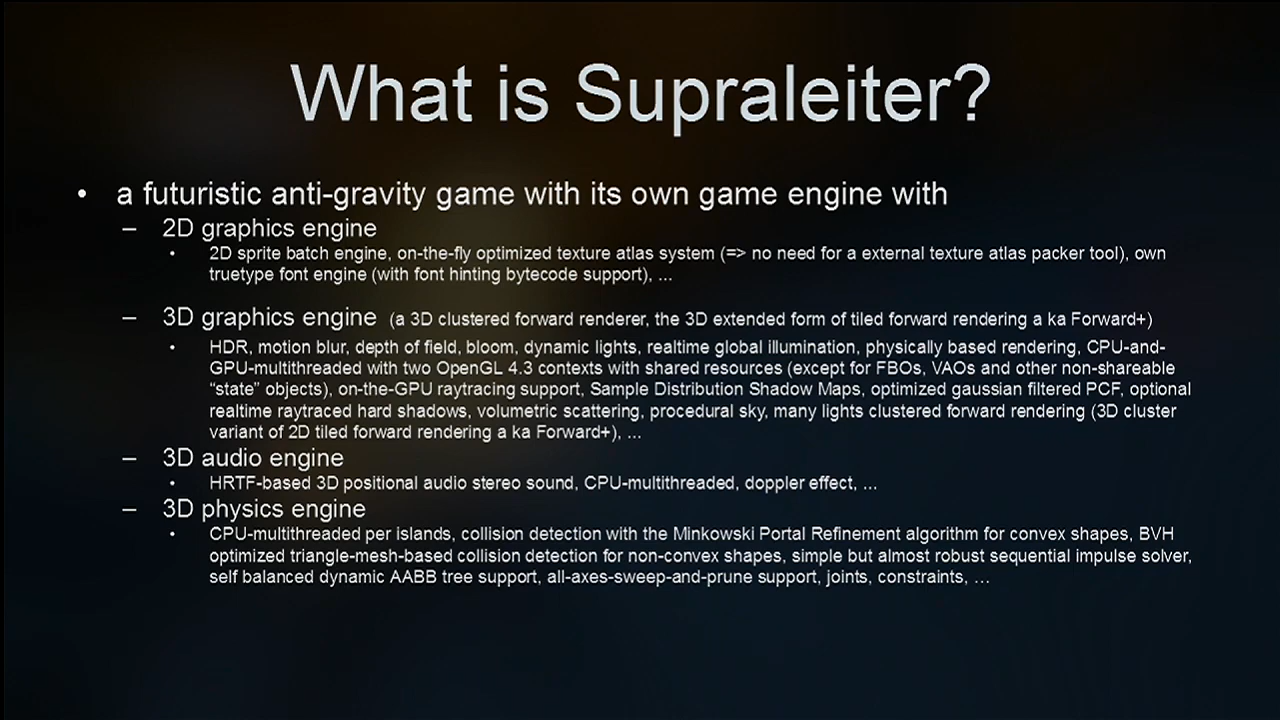 What is Supraleiter?
• a futuristic anti-gravity game with its own game engine with
– 2D graphics engine
• 2D sprite batch engine, on-the-fly optimized texture atlas system (=> no need for a external texture atlas packer tool), own
truetype font engine (with font hinting bytecode support), ...
– 3D graphics engine (a 3D clustered forward renderer, the 3D extended form of tiled forward rendering a ka Forward+)
• HDR, motion blur, depth of field, bloom, dynamic lights, realtime global illumination, physically based rendering, CPU-and-
GPU-multithreaded with two OpenGL 4.3 contexts with shared resources (except for FBOs, VAOs and other non-shareable
“state” objects), on-the-GPU raytracing support, Sample Distribution Shadow Maps, optimized gaussian filtered PCF, optional
realtime raytraced hard shadows, volumetric scattering, procedural sky, many lights clustered forward rendering (3D cluster
variant of 2D tiled forward rendering a ka Forward+), ...
– 3D audio engine
• HRTF-based 3D positional audio stereo sound, CPU-multithreaded, doppler effect, ...
– 3D physics engine
• CPU-multithreaded per islands, collision detection with the Minkowski Portal Refinement algorithm for convex shapes, BVH
optimized triangle-mesh-based collision detection for non-convex shapes, simple but almost robust sequential impulse solver,
self balanced dynamic AABB tree support, all-axes-sweep-and-prune support, joints, constraints, …